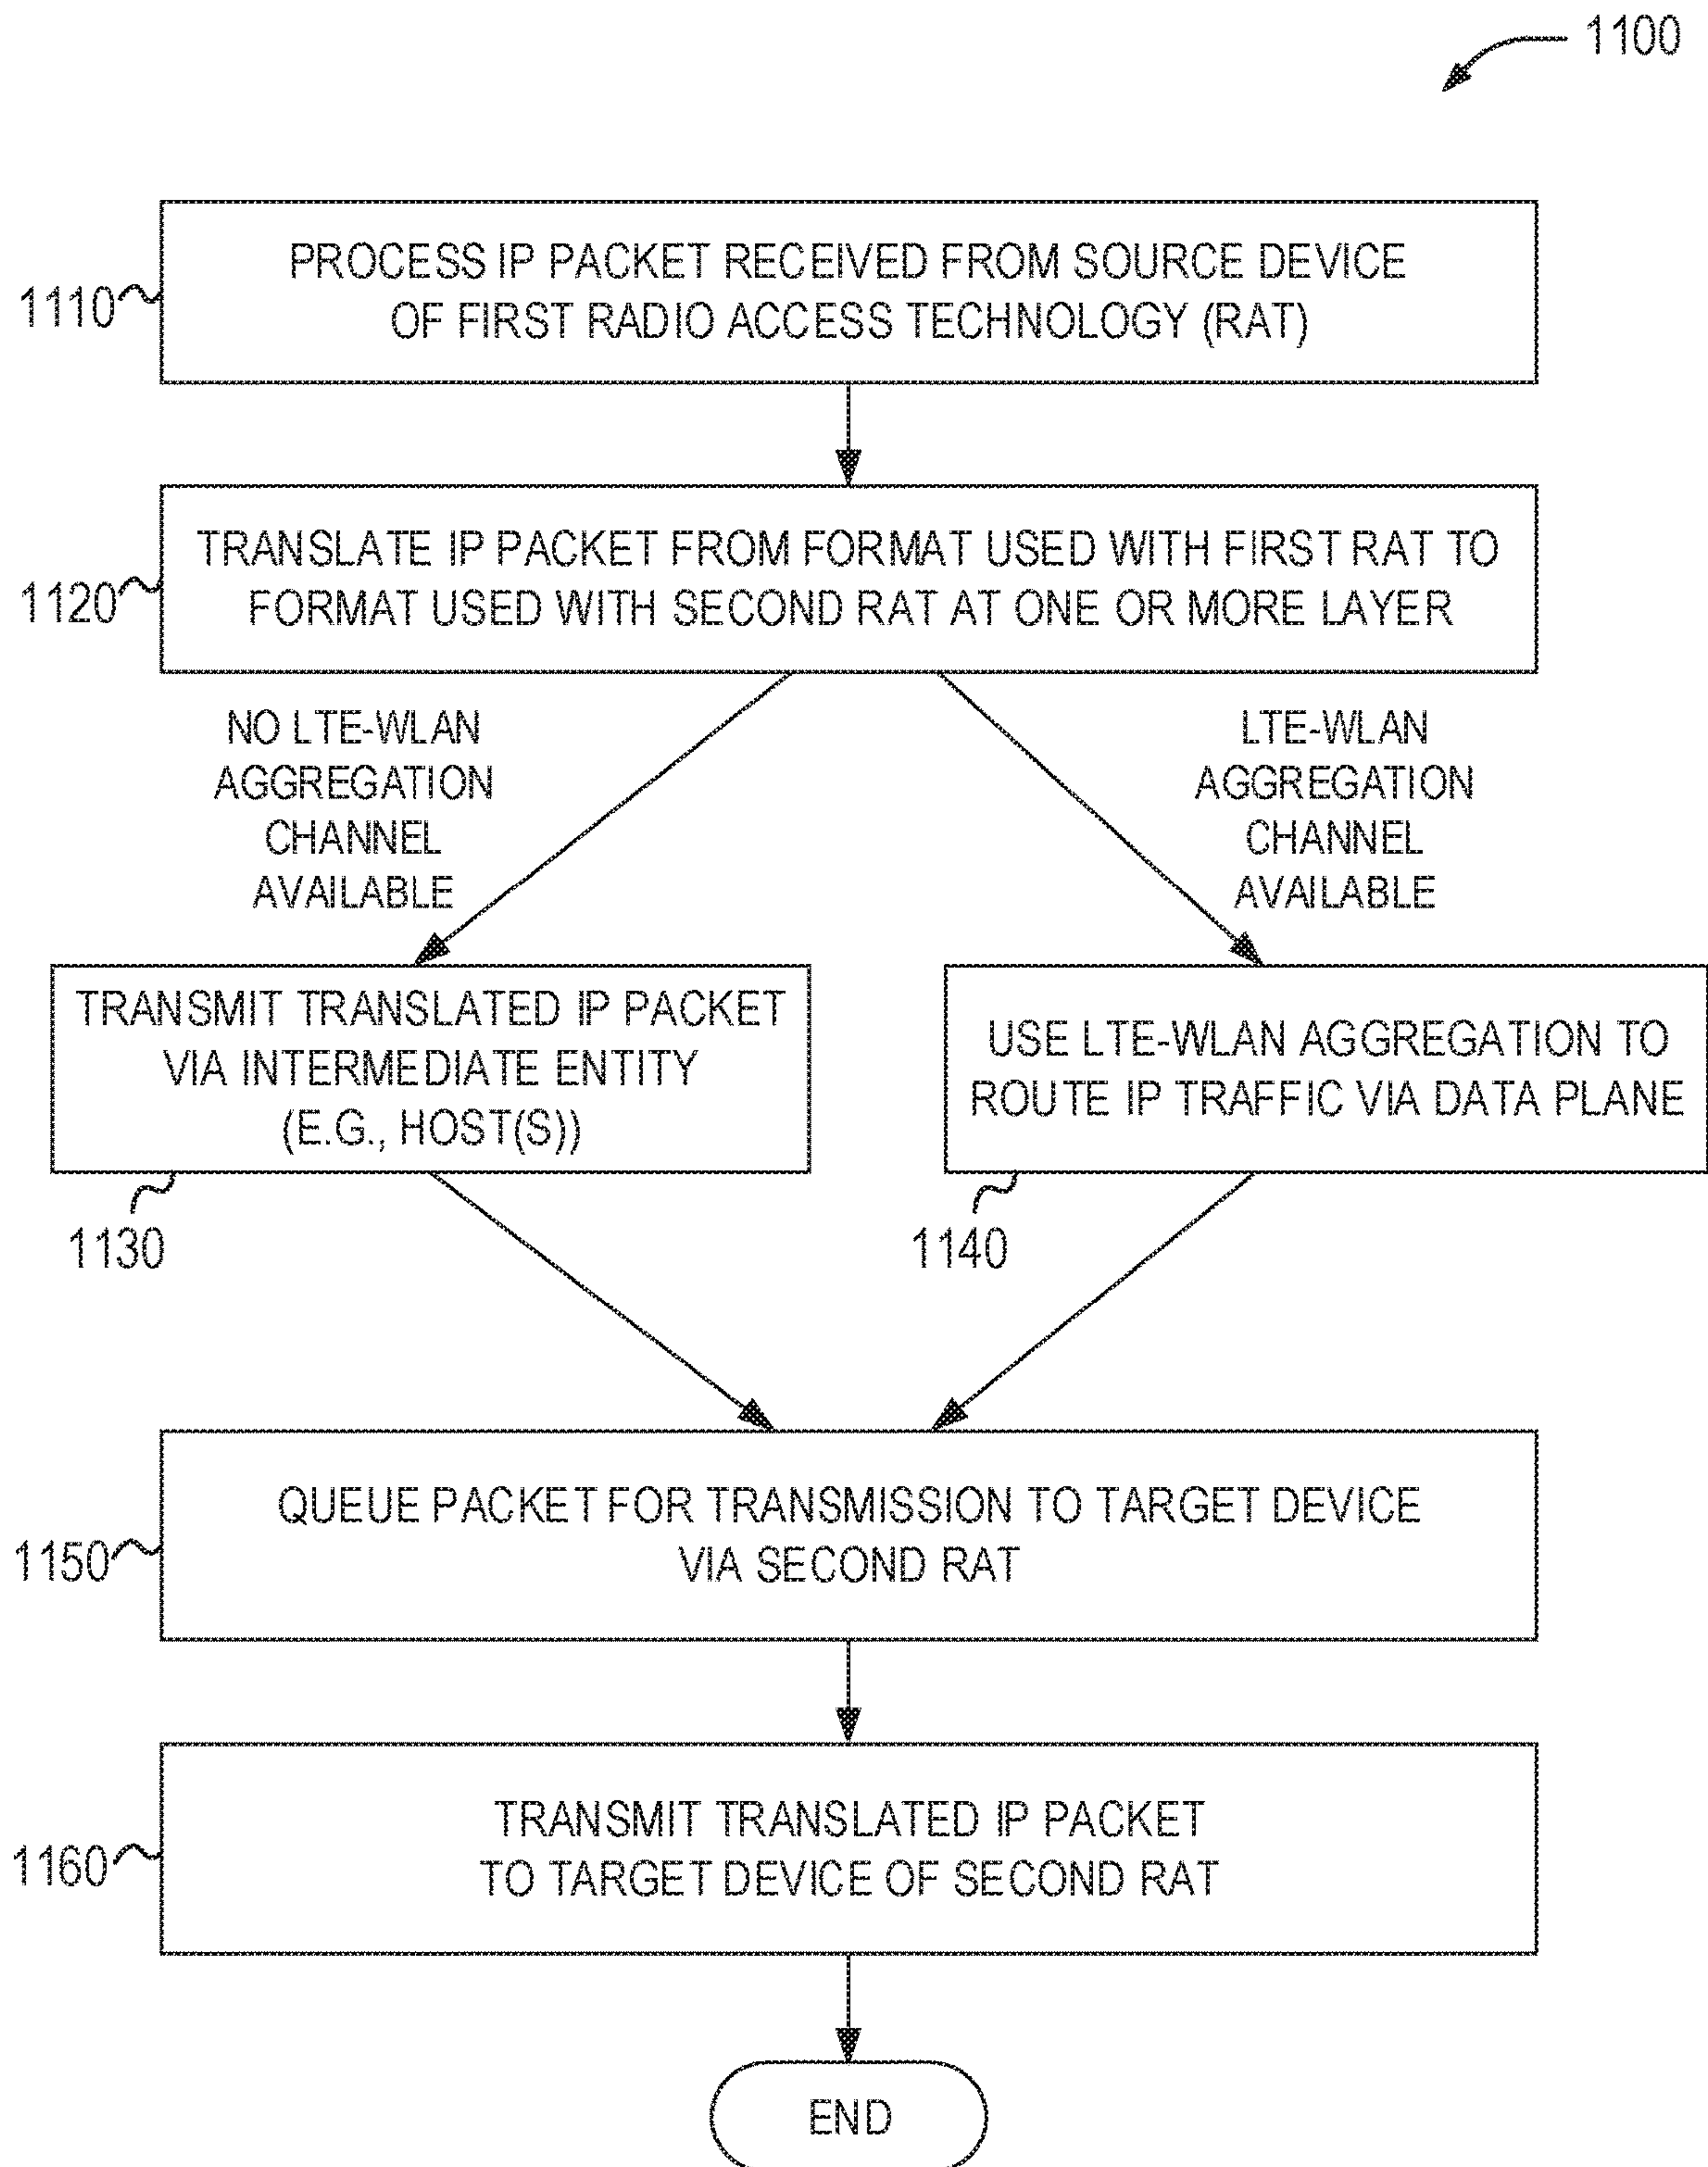 1100
PROCESS IP PACKET RECEIVED FROM SOURCE DEVICE
OF FIRST RADIO ACCESS TECHNOLOGY (RAT)
1110
TRANSLATE IP PACKET FROM FORMAT USED WITH FIRST RAT TO
FORMAT USED WITH SECOND RAT AT ONE OR MORE LAYER
1120
NO LTE-WLAN
AGGREGATION
CHANNEL
AVAILABLE
LTE-WLAN
AGGREGATION
CHANNEL
AVAILABLE
TRANSMIT TRANSLATED IP PACKET
VIA INTERMEDIATE ENTITY
(E.G., HOST(S))
1130
USE LTE-WLAN AGGREGATION TO
ROUTE IP TRAFFIC VIA DATA PLANE
1140
QUEUE PACKET FOR TRANSMISSION TO TARGET DEVICE
VIA SECOND RAT
1150
TRANSMIT TRANSLATED IP PACKET
TO TARGET DEVICE OF SECOND RAT
1160
END